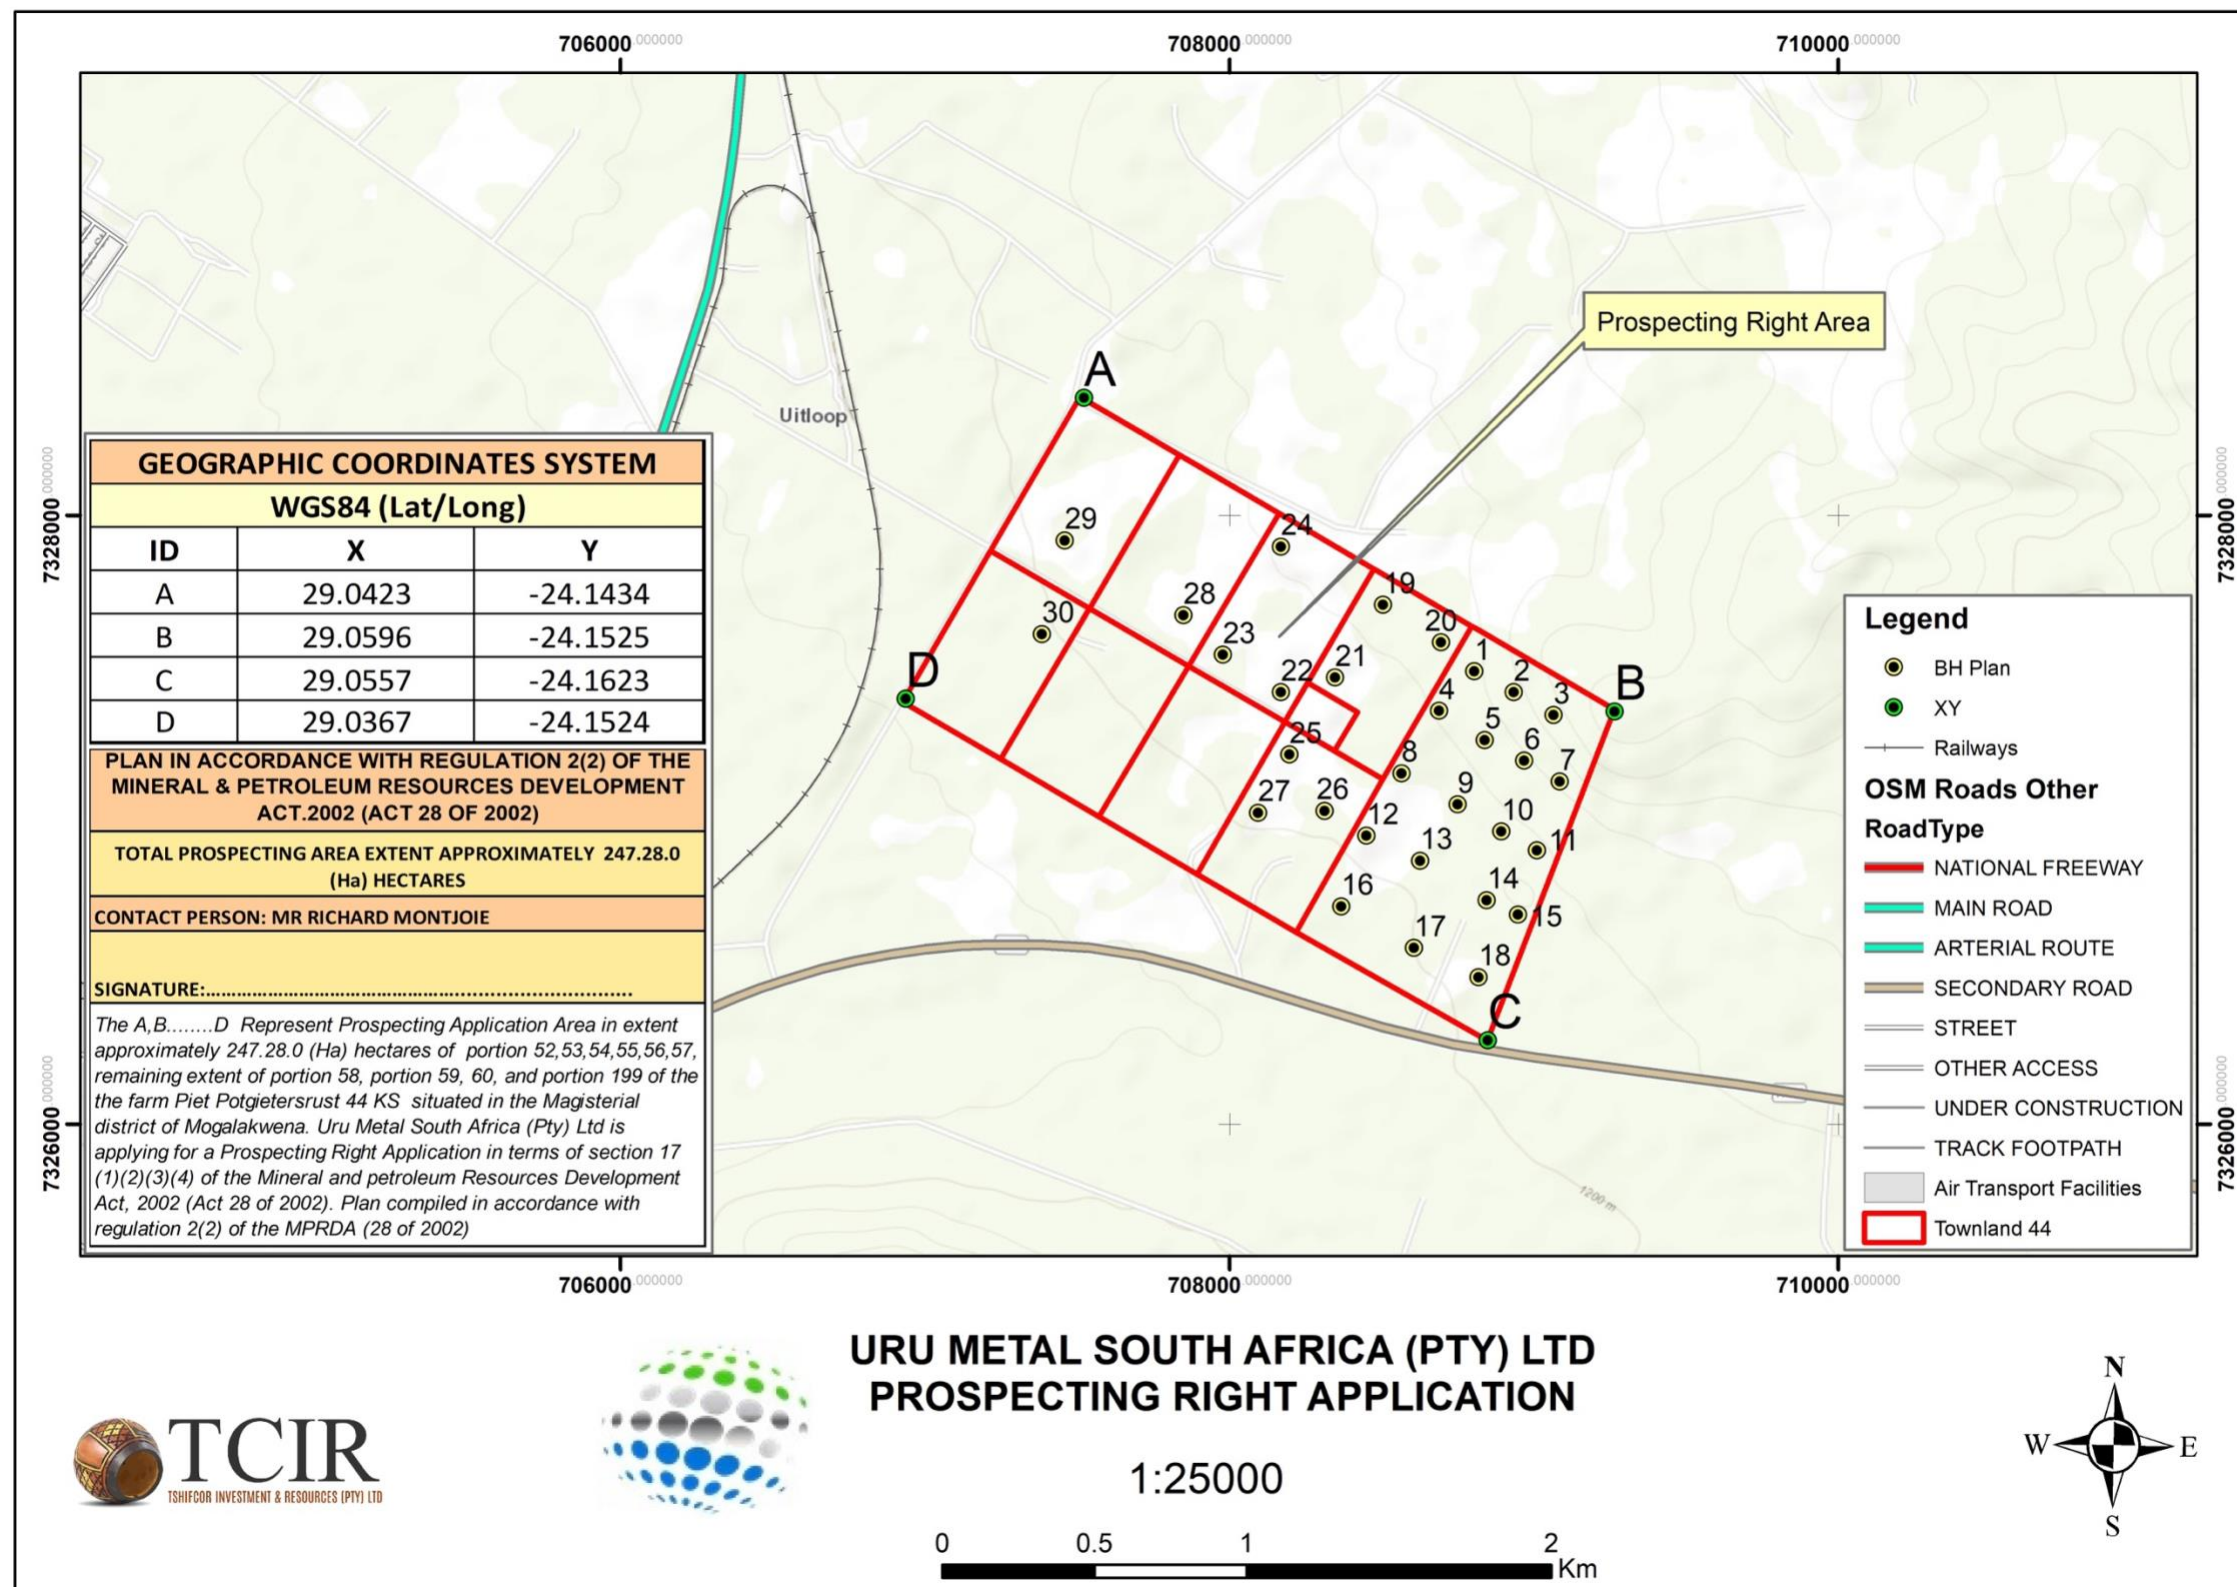 706000.000000 708000.000000 710000.000000
Prospecting Right Area
A
Uitloop
7328000.000000
7328000.000000
GEOGRAPHIC COORDINATES SYSTEM
WGS84 (Lat/Long)
ID X Y
A 29.0423 -24.1434
B 29.0596 -24.1525
C 29.0557 -24.1623
D 29.0367 -24.1524
PLAN IN ACCORDANCE WITH REGULATION 2(2) OF THE
MINERAL & PETROLEUM RESOURCES DEVELOPMENT
ACT.2002 (ACT 28 OF 2002)
TOTAL PROSPECTING AREA EXTENT APPROXIMATELY 247.28.0
(Ha) HECTARES
CONTACT PERSON: MR RICHARD MONTJOIE
SIGNATURE:................................................................................
The A,B........D Represent Prospecting Application Area in extent
approximately 247.28.0 (Ha) hectares of portion 52,53,54,55,56,57,
remaining extent of portion 58, portion 59, 60, and portion 199 of the
the farm Piet Potgietersrust 44 KS situated in the Magisterial
district of Mogalakwena. Uru Metal South Africa (Pty) Ltd is
applying for a Prospecting Right Application in terms of section 17
(1)(2)(3)(4) of the Mineral and petroleum Resources Development
Act, 2002 (Act 28 of 2002). Plan compiled in accordance with
regulation 2(2) of the MPRDA (28 of 2002)
29
24
19
28
30
20
23
21
1
22
2
D
B
4
3
25
5
6
8
7
27
26
9
12
10
13
11
16
14
15
17
18
C
1200 m
Legend
BH Plan
XY
Railways
OSM Roads Other
RoadType
NATIONAL FREEWAY
MAIN ROAD
ARTERIAL ROUTE
SECONDARY ROAD
STREET
OTHER ACCESS
UNDER CONSTRUCTION
TRACK FOOTPATH
Air Transport Facilities
Townland 44
7326000.000000
7326000.000000
706000.000000 708000.000000 710000.000000
URU METAL SOUTH AFRICA (PTY) LTD
PROSPECTING RIGHT APPLICATION
1:25000
0 0.5 1 2
Km
TCIR
TSHIFCOR INVESTMENT & RESOURCES (PTY) LTD
N
W E
S